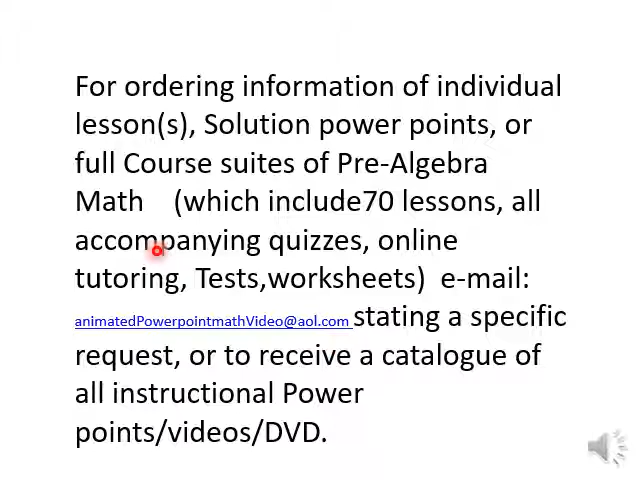 For ordering information of individual
lesson(s), Solution power points, or
full Course suites of Pre-Algebra
Math (which include70 lessons, all
accompanying quizzes, online
tutoring, Tests,worksheets) e-mail:
animatedPowerpointmathVideo@aol.com stating a specific
request, or to receive a catalogue of
all instructional Power
points/videos/DVD.